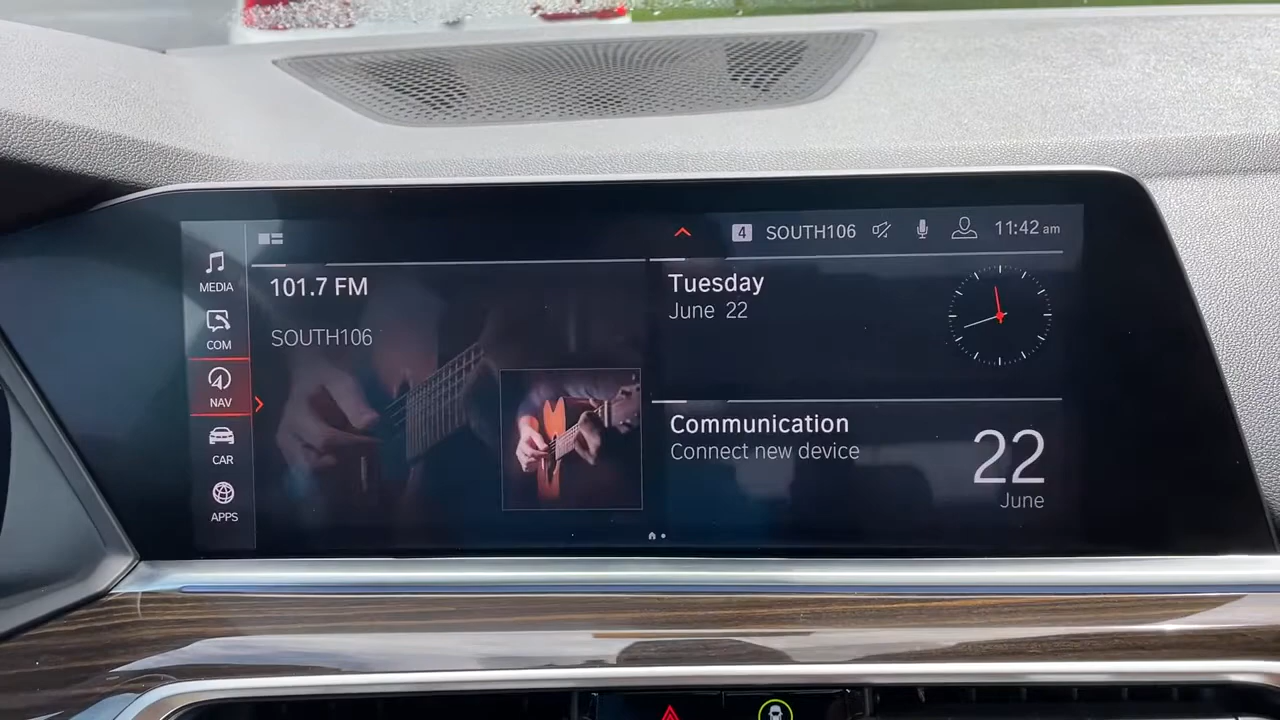 4 SOUTH106 11:42 am
MEDIA
COM
NAV
CAR
APPS
101.7 FM
SOUTH106
Tuesday
June 22
Communication
Connect new device
22
June